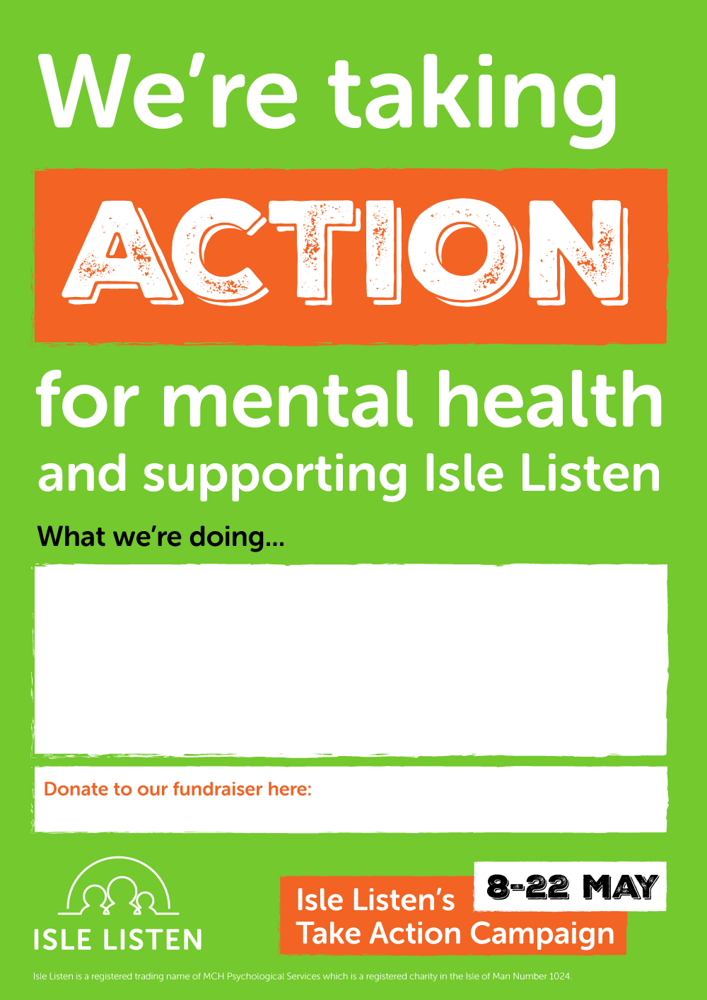 We’re taking
ACTION
for mental health
and supporting Isle Listen
What we’re doing...
Donate to our fundraiser here:
ISLE LISTEN
8-22 MAY
Isle Listen’s
Take Action Campaign
Isle Listen is a registered trading name of MCH Psychological Services which is a registered charity in the Isle of Man Number 1024.